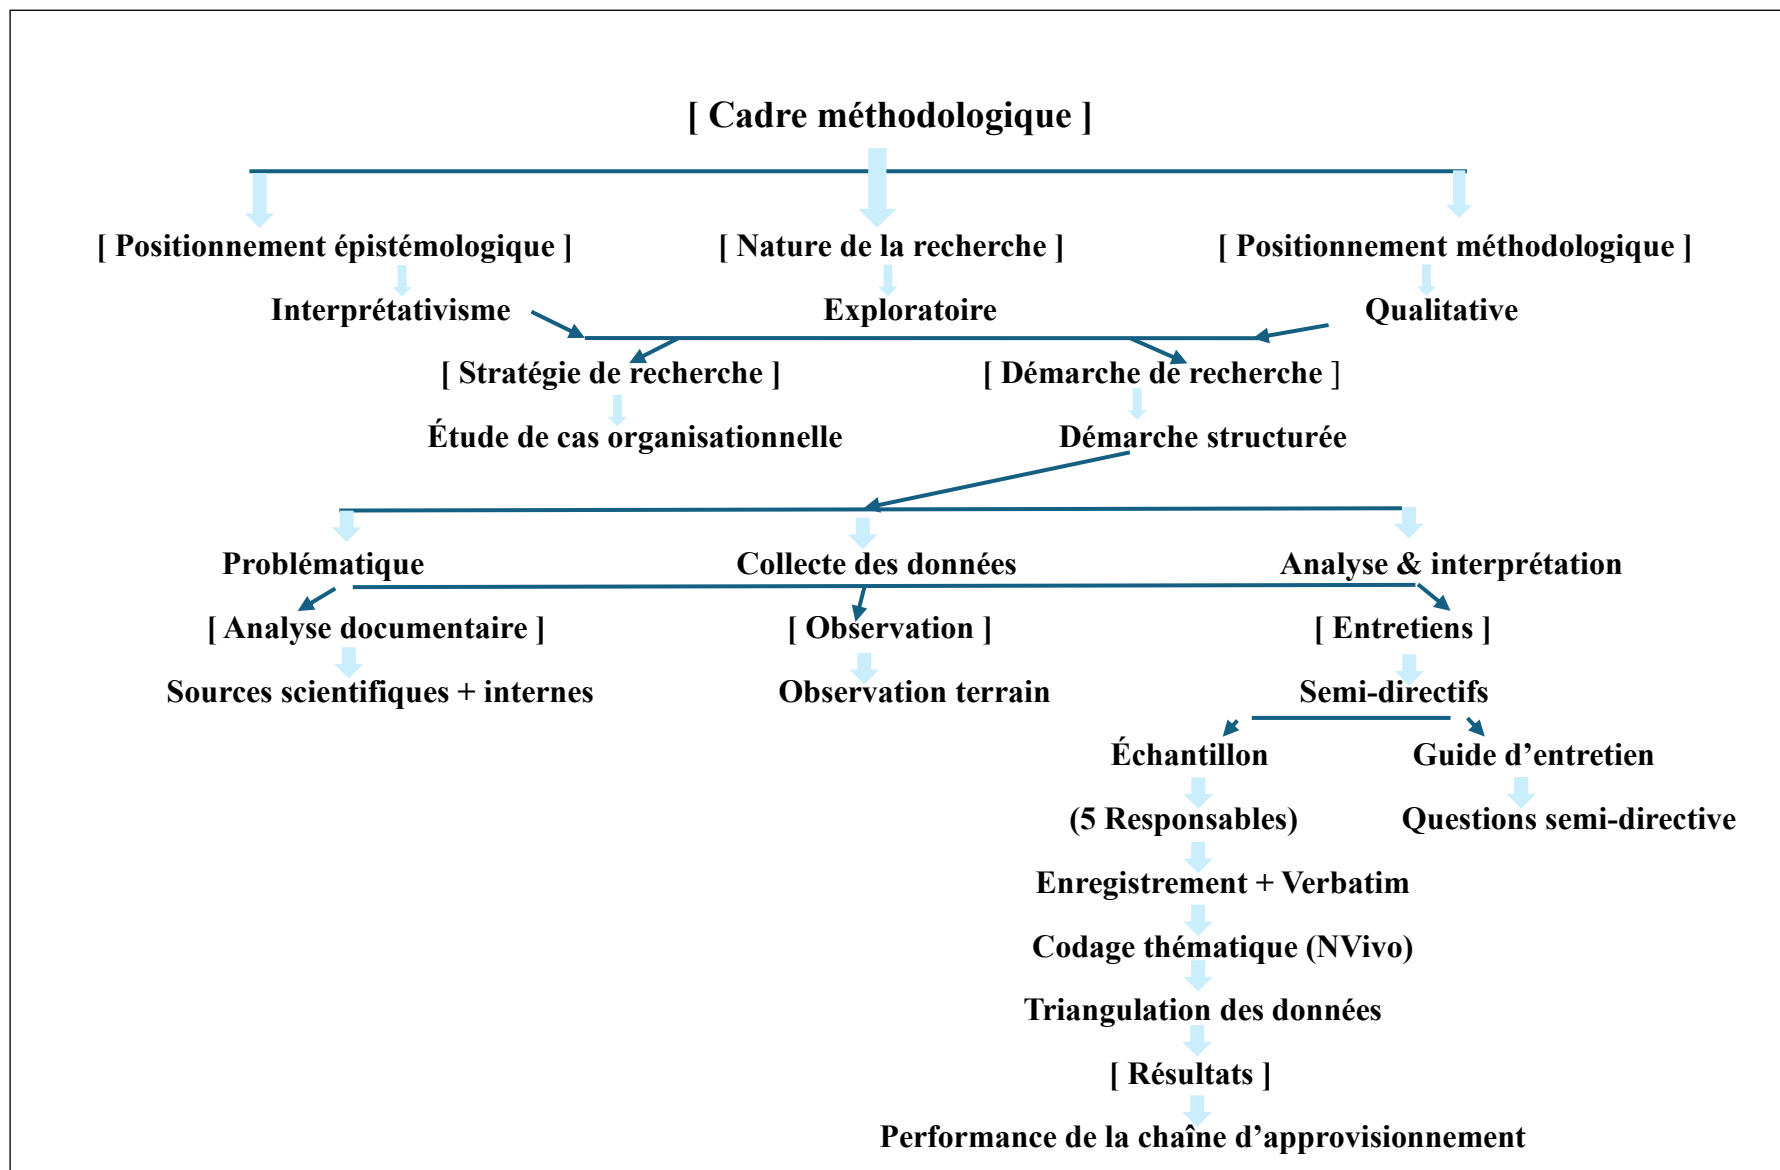 [ Cadre méthodologique ]
[ Positionnement épistémologique ] [ Nature de la recherche ] [ Positionnement méthodologique ]
Interprétativisme Exploratoire Qualitative
[ Stratégie de recherche ] [ Démarche de recherche ]
Étude de cas organisationnelle Démarche structurée
Problématique Collecte des données Analyse & interprétation
[ Analyse documentaire ] [ Observation ] [ Entretiens ]
Sources scientifiques + internes Observation terrain Semi-directifs
Échantillon Guide d’entretien
(5 Responsables) Questions semi-directive
Enregistrement + Verbatim
Codage thématique (NVivo)
Triangulation des données
[ Résultats ]
Performance de la chaîne d’approvisionnement